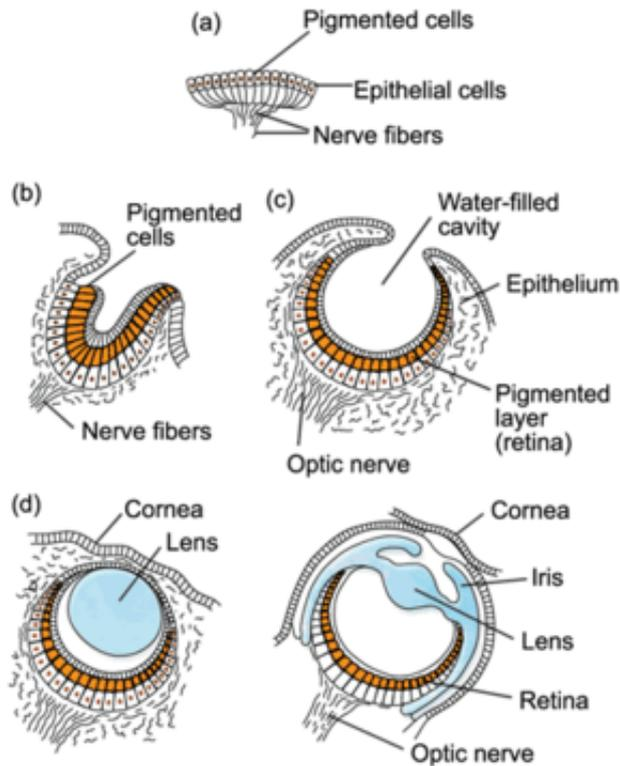 (a)
Pigmented cells
Epithelial cells
Nerve fibers
(b)
Pigmented
cells
Nerve fibers
(c)
Water-filled
cavity
Epithelium
Pigmented
layer
(retina)
Optic nerve
(d)
Cornea
Lens
Cornea
Iris
Lens
Retina
Optic nerve